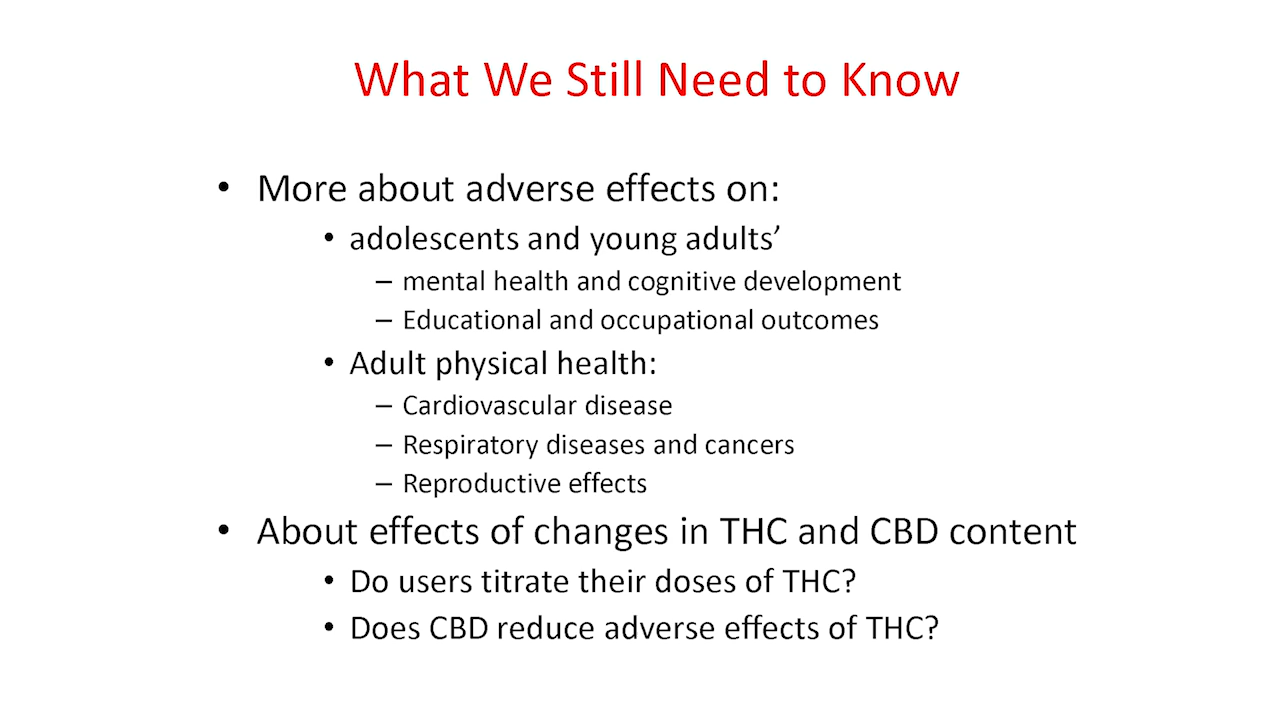 What We Still Need to Know
• More about adverse effects on:
• adolescents and young adults’
– mental health and cognitive development
– Educational and occupational outcomes
• Adult physical health:
– Cardiovascular disease
– Respiratory diseases and cancers
– Reproductive effects
• About effects of changes in THC and CBD content
• Do users titrate their doses of THC?
• Does CBD reduce adverse effects of THC?